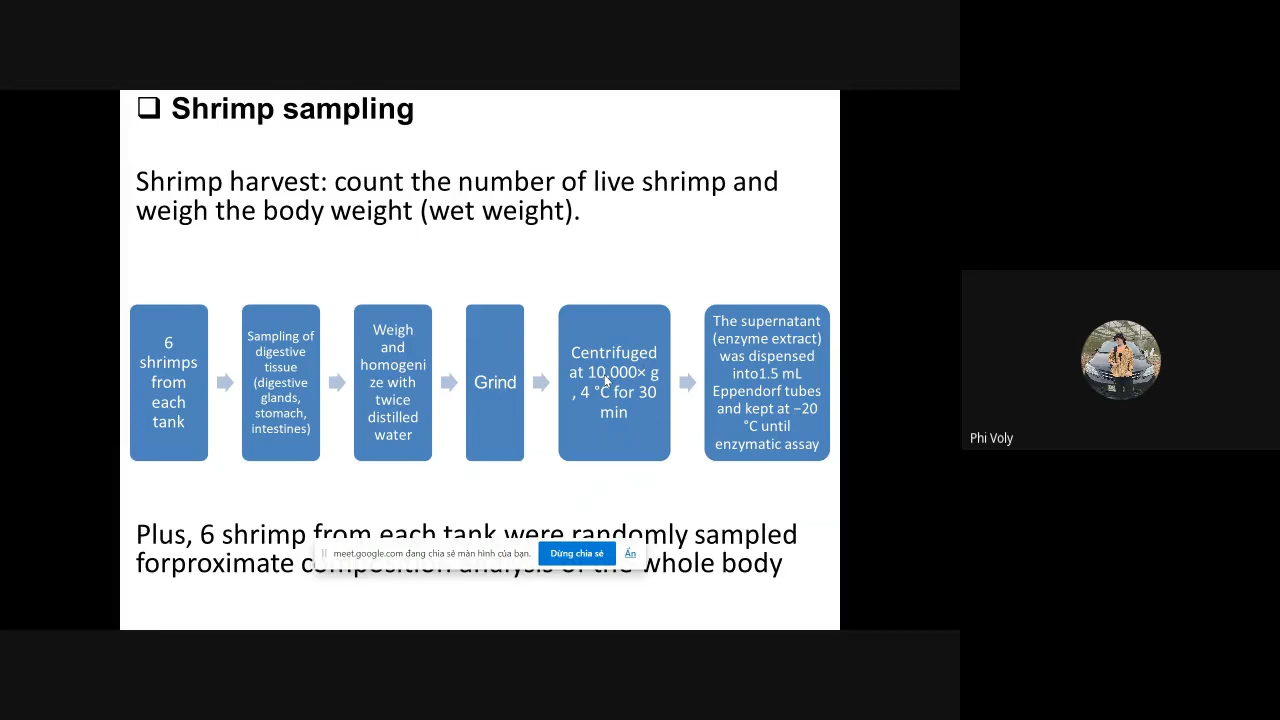 ❑ Shrimp sampling
Shrimp harvest: count the number of live shrimp and
weigh the body weight (wet weight).
6
shrimps
from
each
tank
Sampling of
digestive
tissue
(digestive
glands,
stomach,
intestines)
Weigh
and
homogeni
ze with
twice
distilled
water
Grind
Centrifuged
at 10,000× g
, 4 °C for 30
min
The supernatant
(enzyme extract)
was dispensed
into1.5 mL
Eppendorf tubes
and kept at −20
°C until
enzymatic assay
Plus, 6 shrimp from each tank were randomly sampled
forproximate composition analysis of the whole body
meet.google.com đang chia sẻ màn hình của bạn.
Dừng chia sẻ
Ẩn
Phi Voly